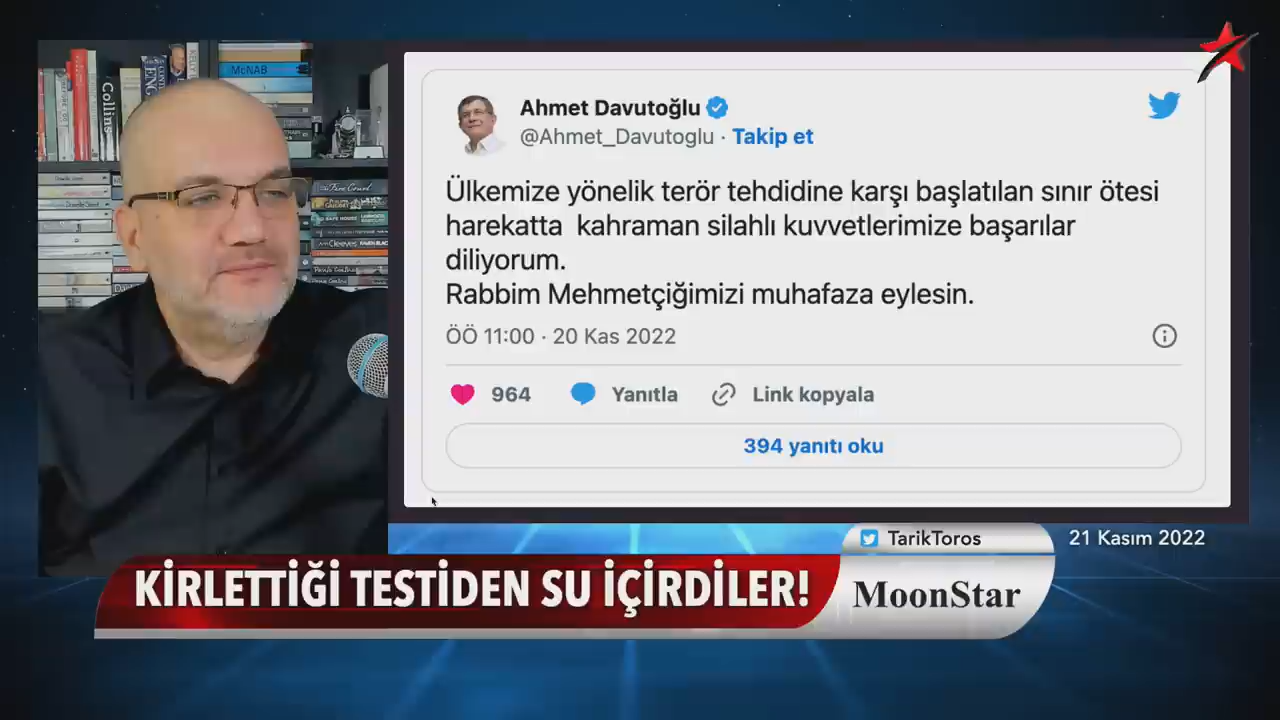 McNAB
Collins
Ahmet Davutoğlu
@Ahmet_Davutoglu · Takip et
Ülkemize yönelik terör tehdidine karşı başlatılan sınır ötesi
harekatta kahraman silahlı kuvvetlerimize başarılar
diliyorum.
Rabbim Mehmetçiğimizi muhafaza eylesin.
ÖÖ 11:00 · 20 Kas 2022
964 Yanıtla Link kopyala
394 yanıtı oku
TarikToros
21 Kasım 2022
KİRLETTİĞİ TESTİDEN SU İÇİRDİLER!
MoonStar